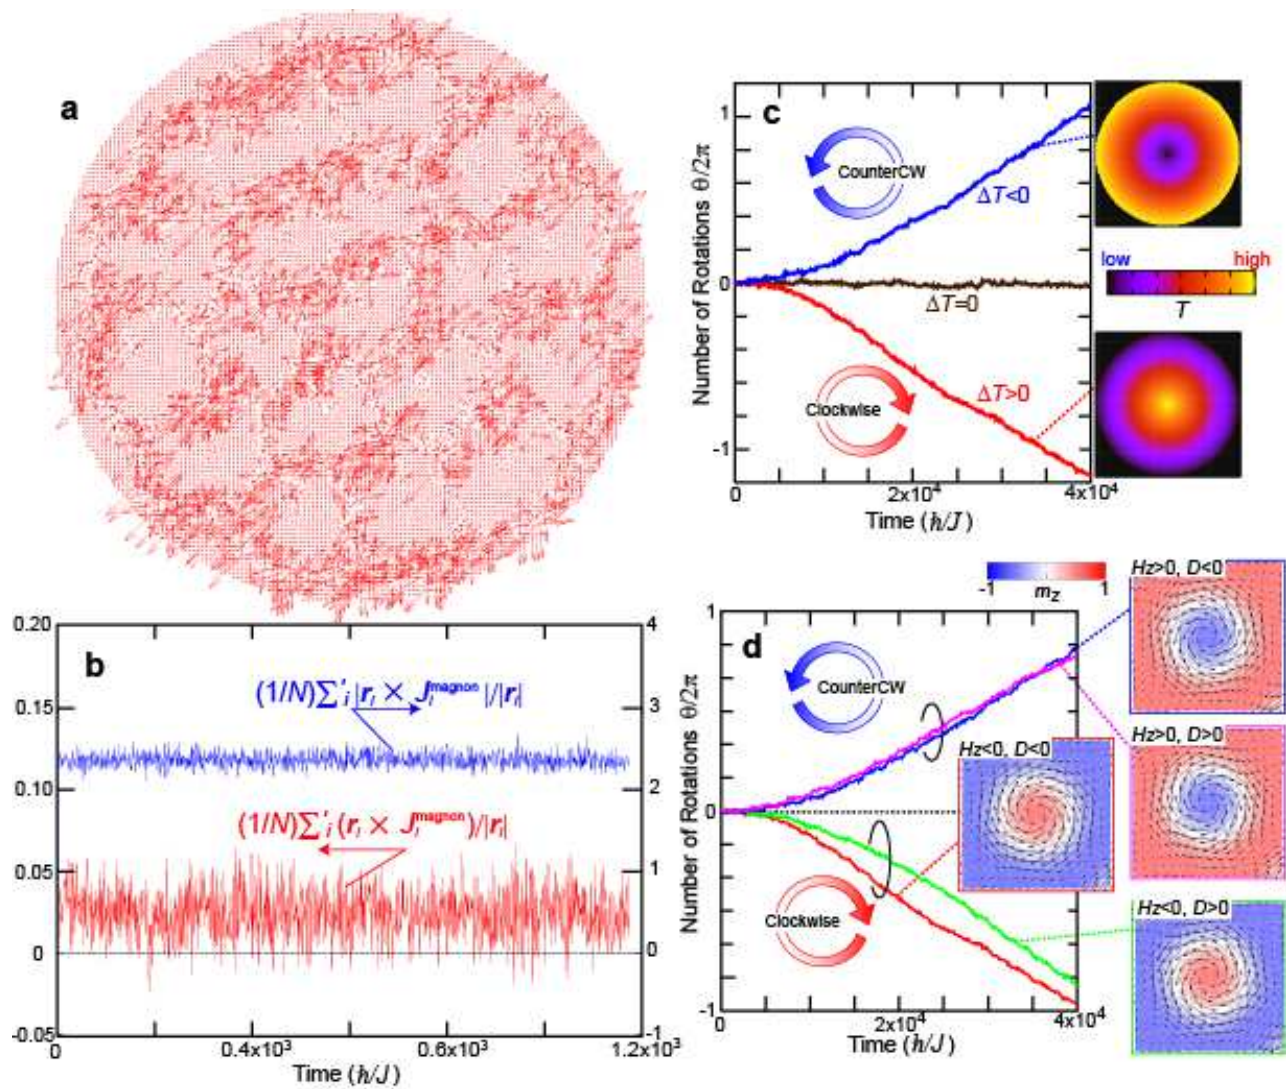 a
c
1
0
-1
Number of Rotations θ/2π
CounterCW
ΔT<0
ΔT=0
ΔT>0
Clockwise
0
2x10⁴
4x10⁴
Time (ℏ/J)
low
high
T
b
0.20
0.15
0.10
0.05
0
-0.05
4
3
2
1
0
-1
(1/N)∑'ᵢ|rᵢ × Jᵢᵐᵃᵍⁿᵒⁿ|/|rᵢ|
(1/N)∑'ᵢ(rᵢ × Jᵢᵐᵃᵍⁿᵒⁿ)/|rᵢ|
0
0.4x10³
0.6x10³
1.2x10³
Time (ℏ/J)
d
-1
mz
1
1
0
-1
Number of Rotations θ/2π
CounterCW
Clockwise
Hz>0, D<0
Hz<0, D<0
Hz>0, D>0
Hz<0, D>0
0
2x10⁴
4x10⁴
Time (ℏ/J)